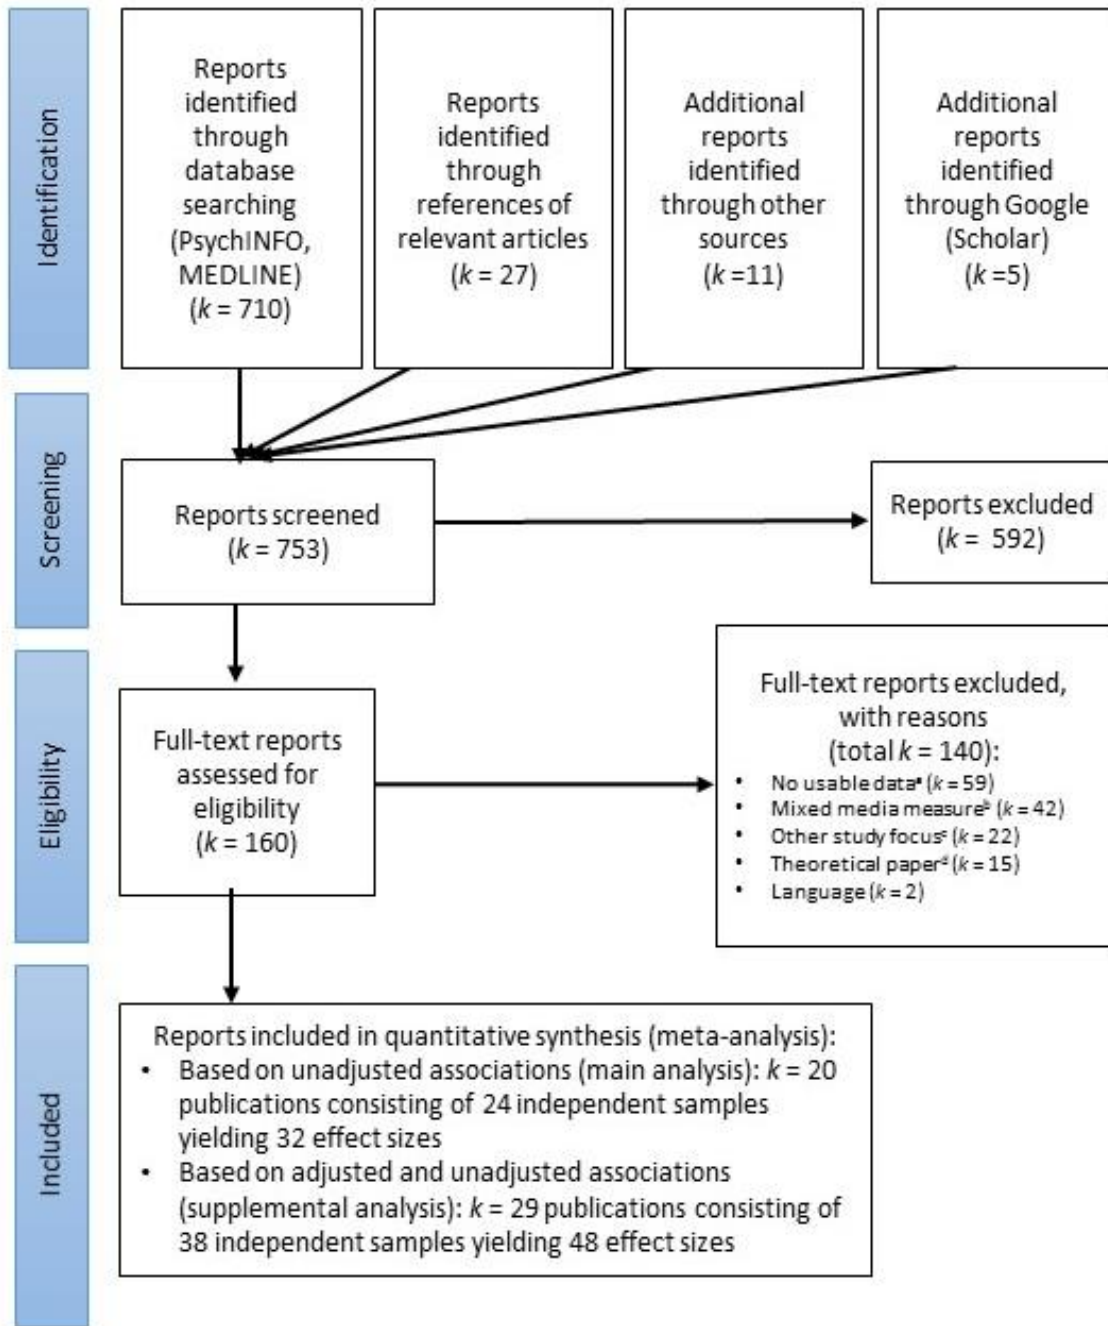 Identification
Reports
identified
through
database
searching
(PsychINFO,
MEDLINE)
(k = 710)
Reports
identified
through
references of
relevant articles
(k = 27)
Additional
reports
identified
through other
sources
(k =11)
Additional
reports
identified
through Google
(Scholar)
(k =5)
Screening
Reports screened
(k = 753)
Reports excluded
(k = 592)
Eligibility
Full-text reports
assessed for
eligibility
(k = 160)
Full-text reports excluded,
with reasons
(total k = 140):
• No usable dataᵃ (k = 59)
• Mixed media measureᵇ (k = 42)
• Other study focusᶜ (k = 22)
• Theoretical paperᵈ (k = 15)
• Language (k = 2)
Included
Reports included in quantitative synthesis (meta-analysis):
• Based on unadjusted associations (main analysis): k = 20
publications consisting of 24 independent samples
yielding 32 effect sizes
• Based on adjusted and unadjusted associations
(supplemental analysis): k = 29 publications consisting of
38 independent samples yielding 48 effect sizes